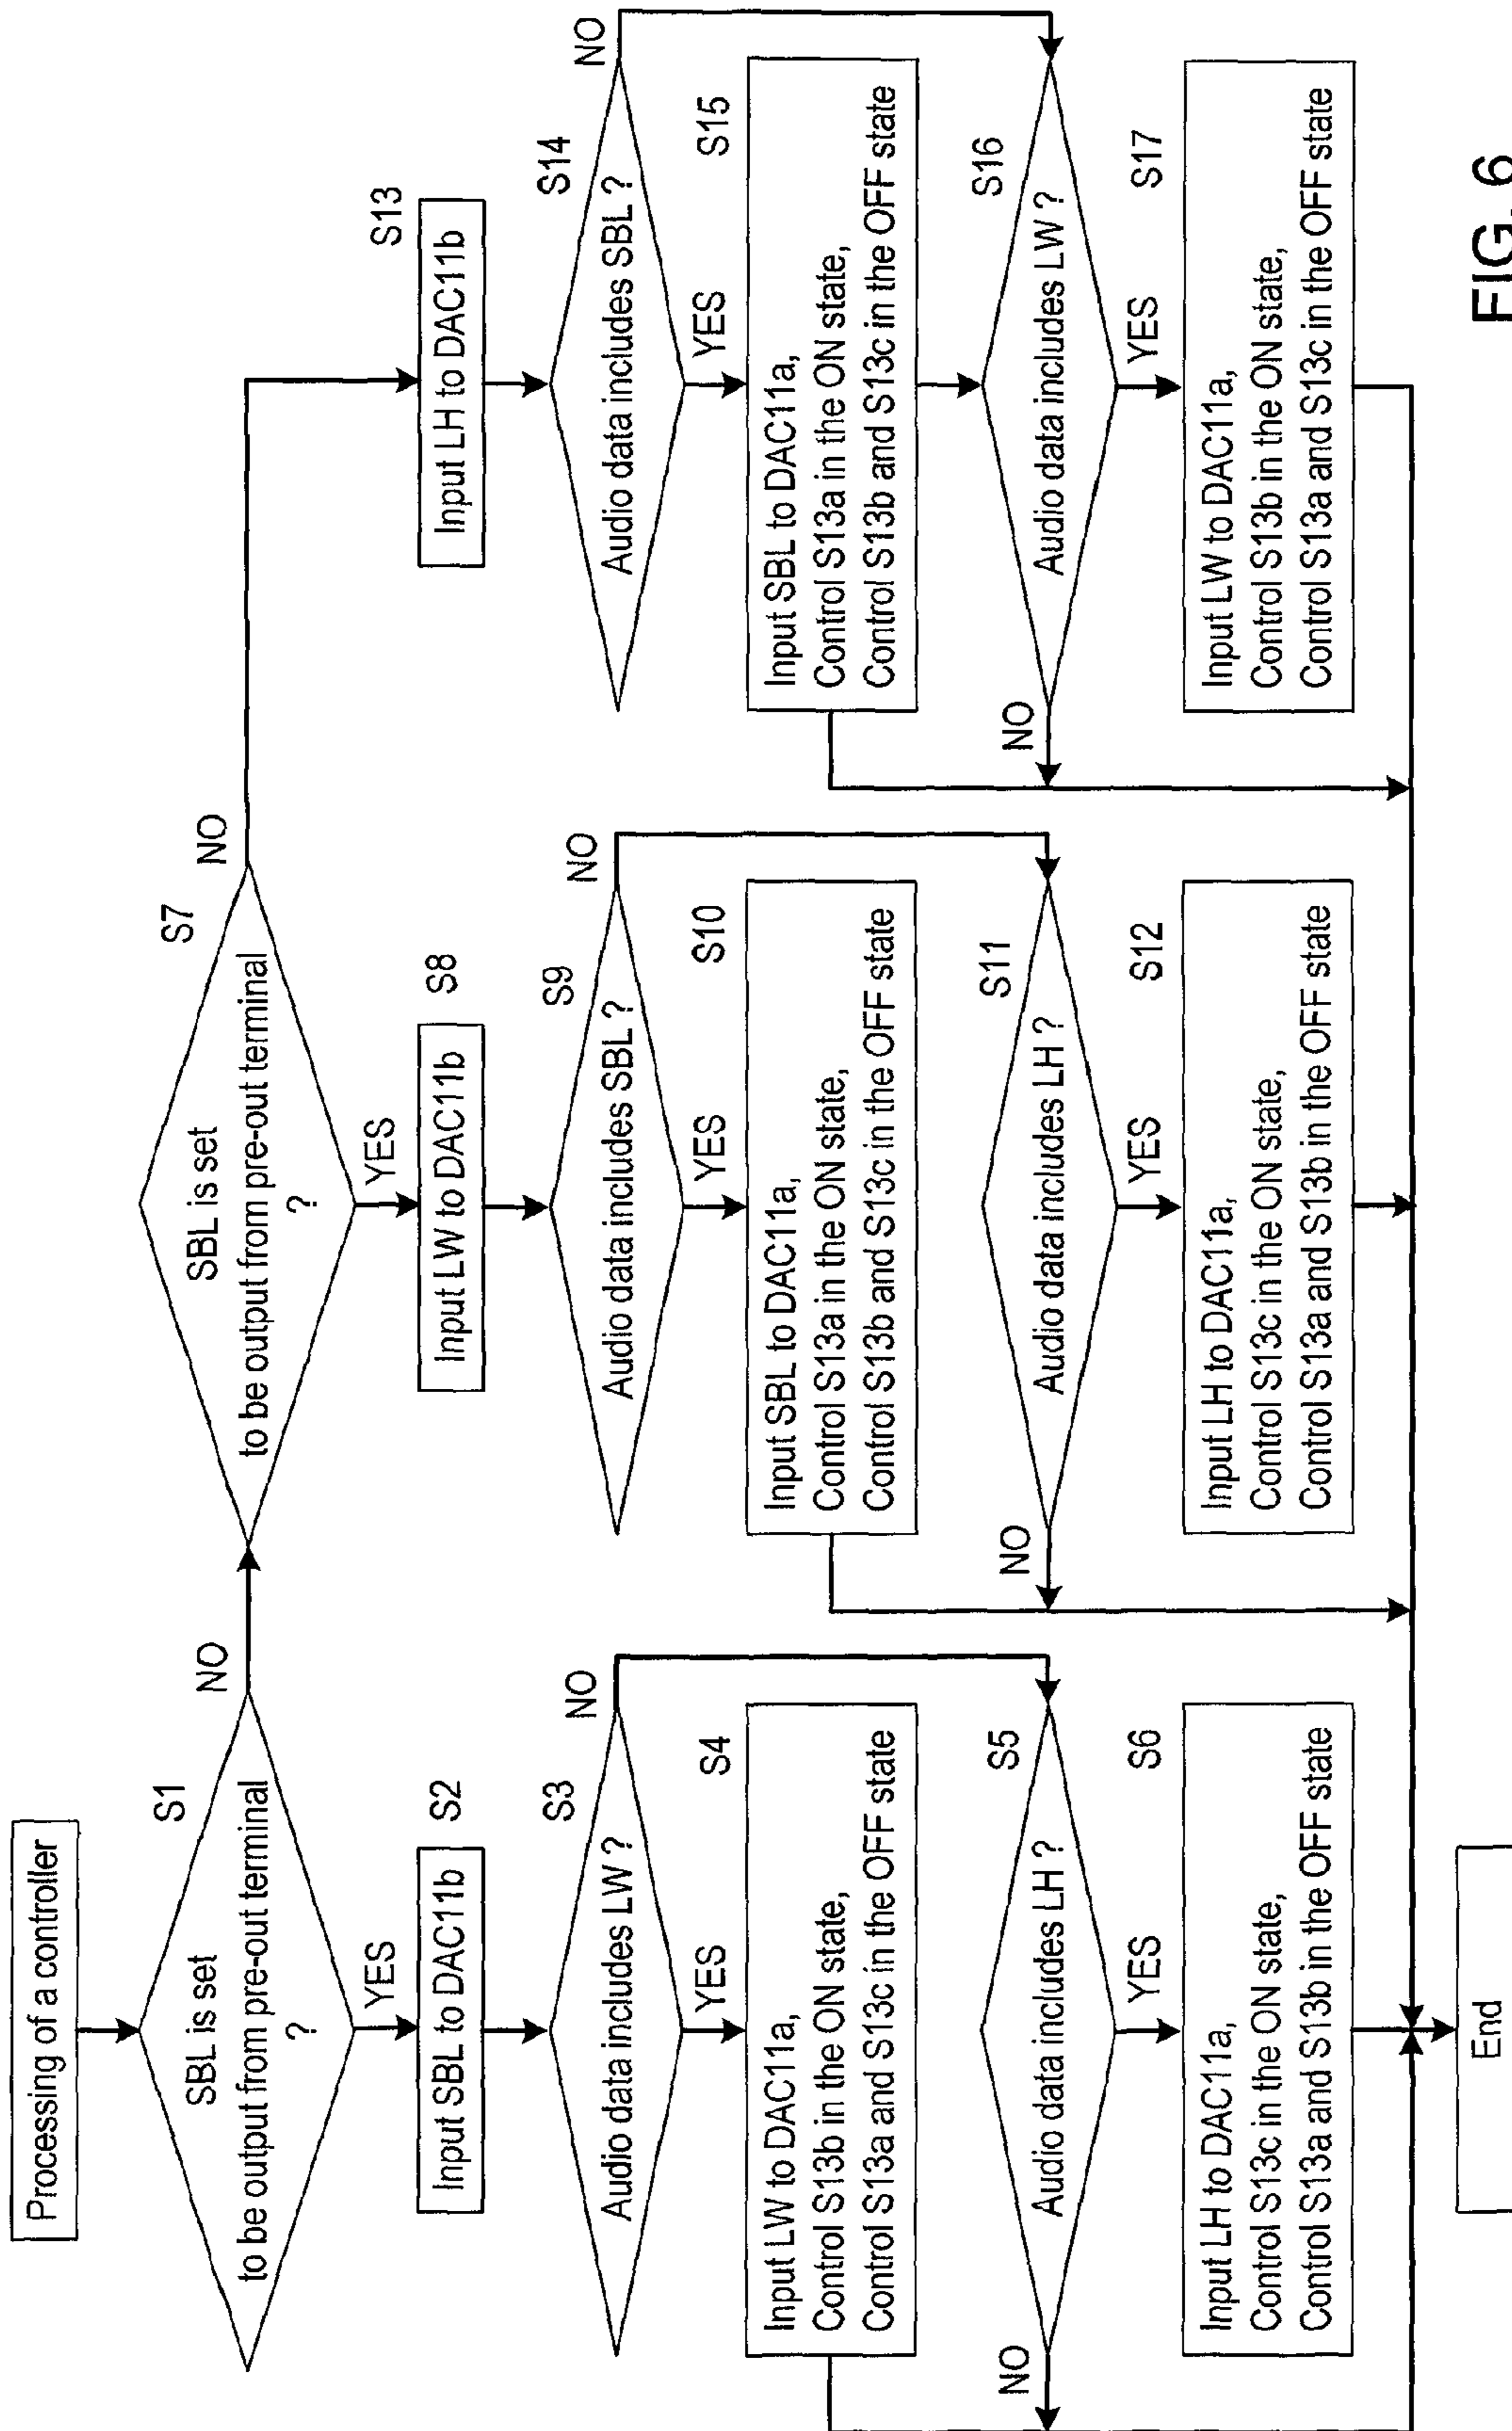 Processing of a controller
S1
SBL is set
to be output from pre-out terminal
?
NO
YES
S2
Input SBL to DAC11b
S3
Audio data includes LW ?
NO
YES
S4
Input LW to DAC11a,
Control S13b in the ON state,
Control S13a and S13c in the OFF state
S5
Audio data includes LH ?
NO
YES
S6
Input LH to DAC11a,
Control S13c in the ON state,
Control S13a and S13b in the OFF state
S7
SBL is set
to be output from pre-out terminal
?
NO
YES
S8
Input LW to DAC11b
S9
Audio data includes SBL ?
NO
YES
S10
Input SBL to DAC11a,
Control S13a in the ON state,
Control S13b and S13c in the OFF state
S11
Audio data includes LH ?
NO
YES
S12
Input LH to DAC11a,
Control S13c in the ON state,
Control S13a and S13b in the OFF state
S13
Input LH to DAC11b
S14
Audio data includes SBL ?
NO
YES
S15
Input SBL to DAC11a,
Control S13a in the ON state,
Control S13b and S13c in the OFF state
S16
Audio data includes LW ?
NO
YES
S17
Input LW to DAC11a,
Control S13b in the ON state,
Control S13a and S13c in the OFF state
End
FIG. 6